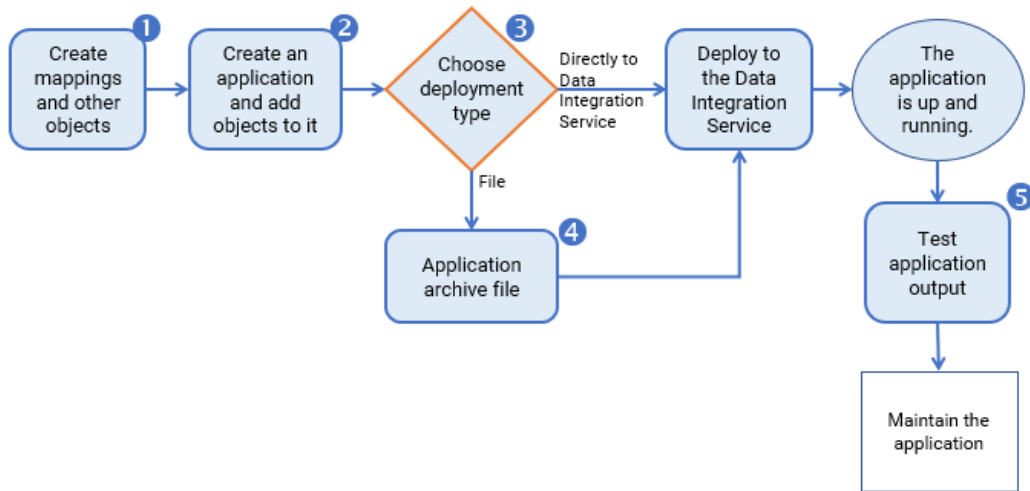 1
Create
mappings
and other
objects
2
Create an
application
and add
objects to it
3
Choose
deployment
type
Directly to
Data
Integration
Service
File
4
Application
archive file
Deploy to
the Data
Integration
Service
The
application
is up and
running.
5
Test
application
output
Maintain the
application